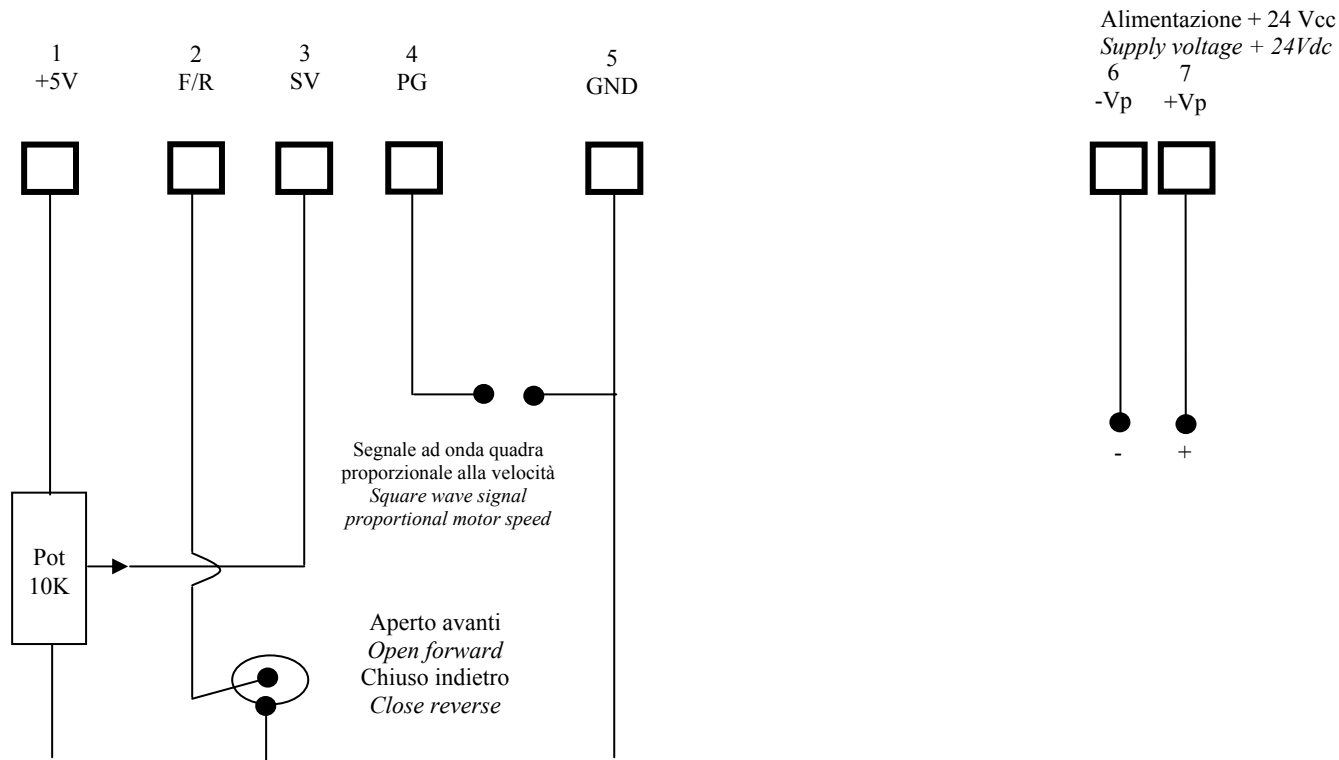 Alimentazione + 24 Vcc
Supply voltage + 24Vdc
1 2 3 4 5 6 7
+5V F/R SV PG GND -Vp +Vp
- +
Segnale ad onda quadra
proporzionale alla velocità
Square wave signal
proportional motor speed
Pot
10K
Aperto avanti
Open forward
Chiuso indietro
Close reverse